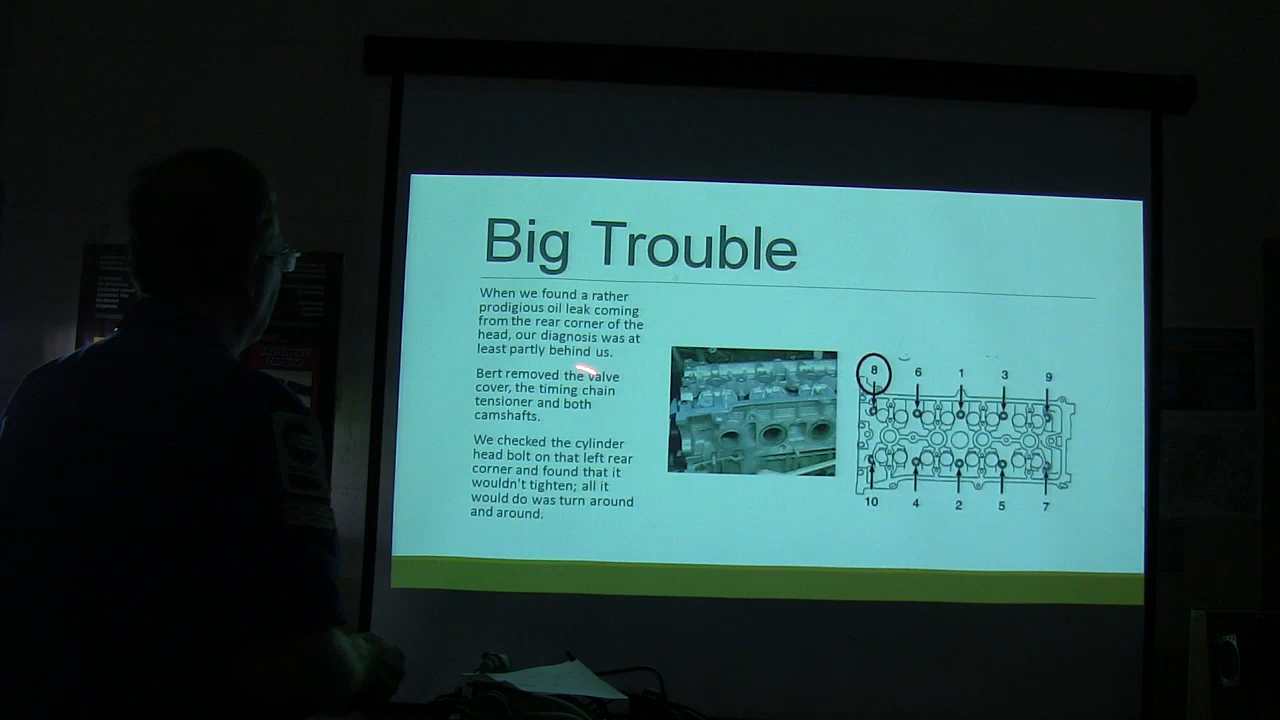 Big Trouble
When we found a rather
prodigious oil leak coming
from the rear corner of the
head, our diagnosis was at
least partly behind us.
Bert removed the valve
cover, the timing chain
tensioner and both
camshafts.
We checked the cylinder
head bolt on that left rear
corner and found that it
wouldn't tighten; all it
would do was turn around
and around.
8 6 1 3 9
10 4 2 5 7